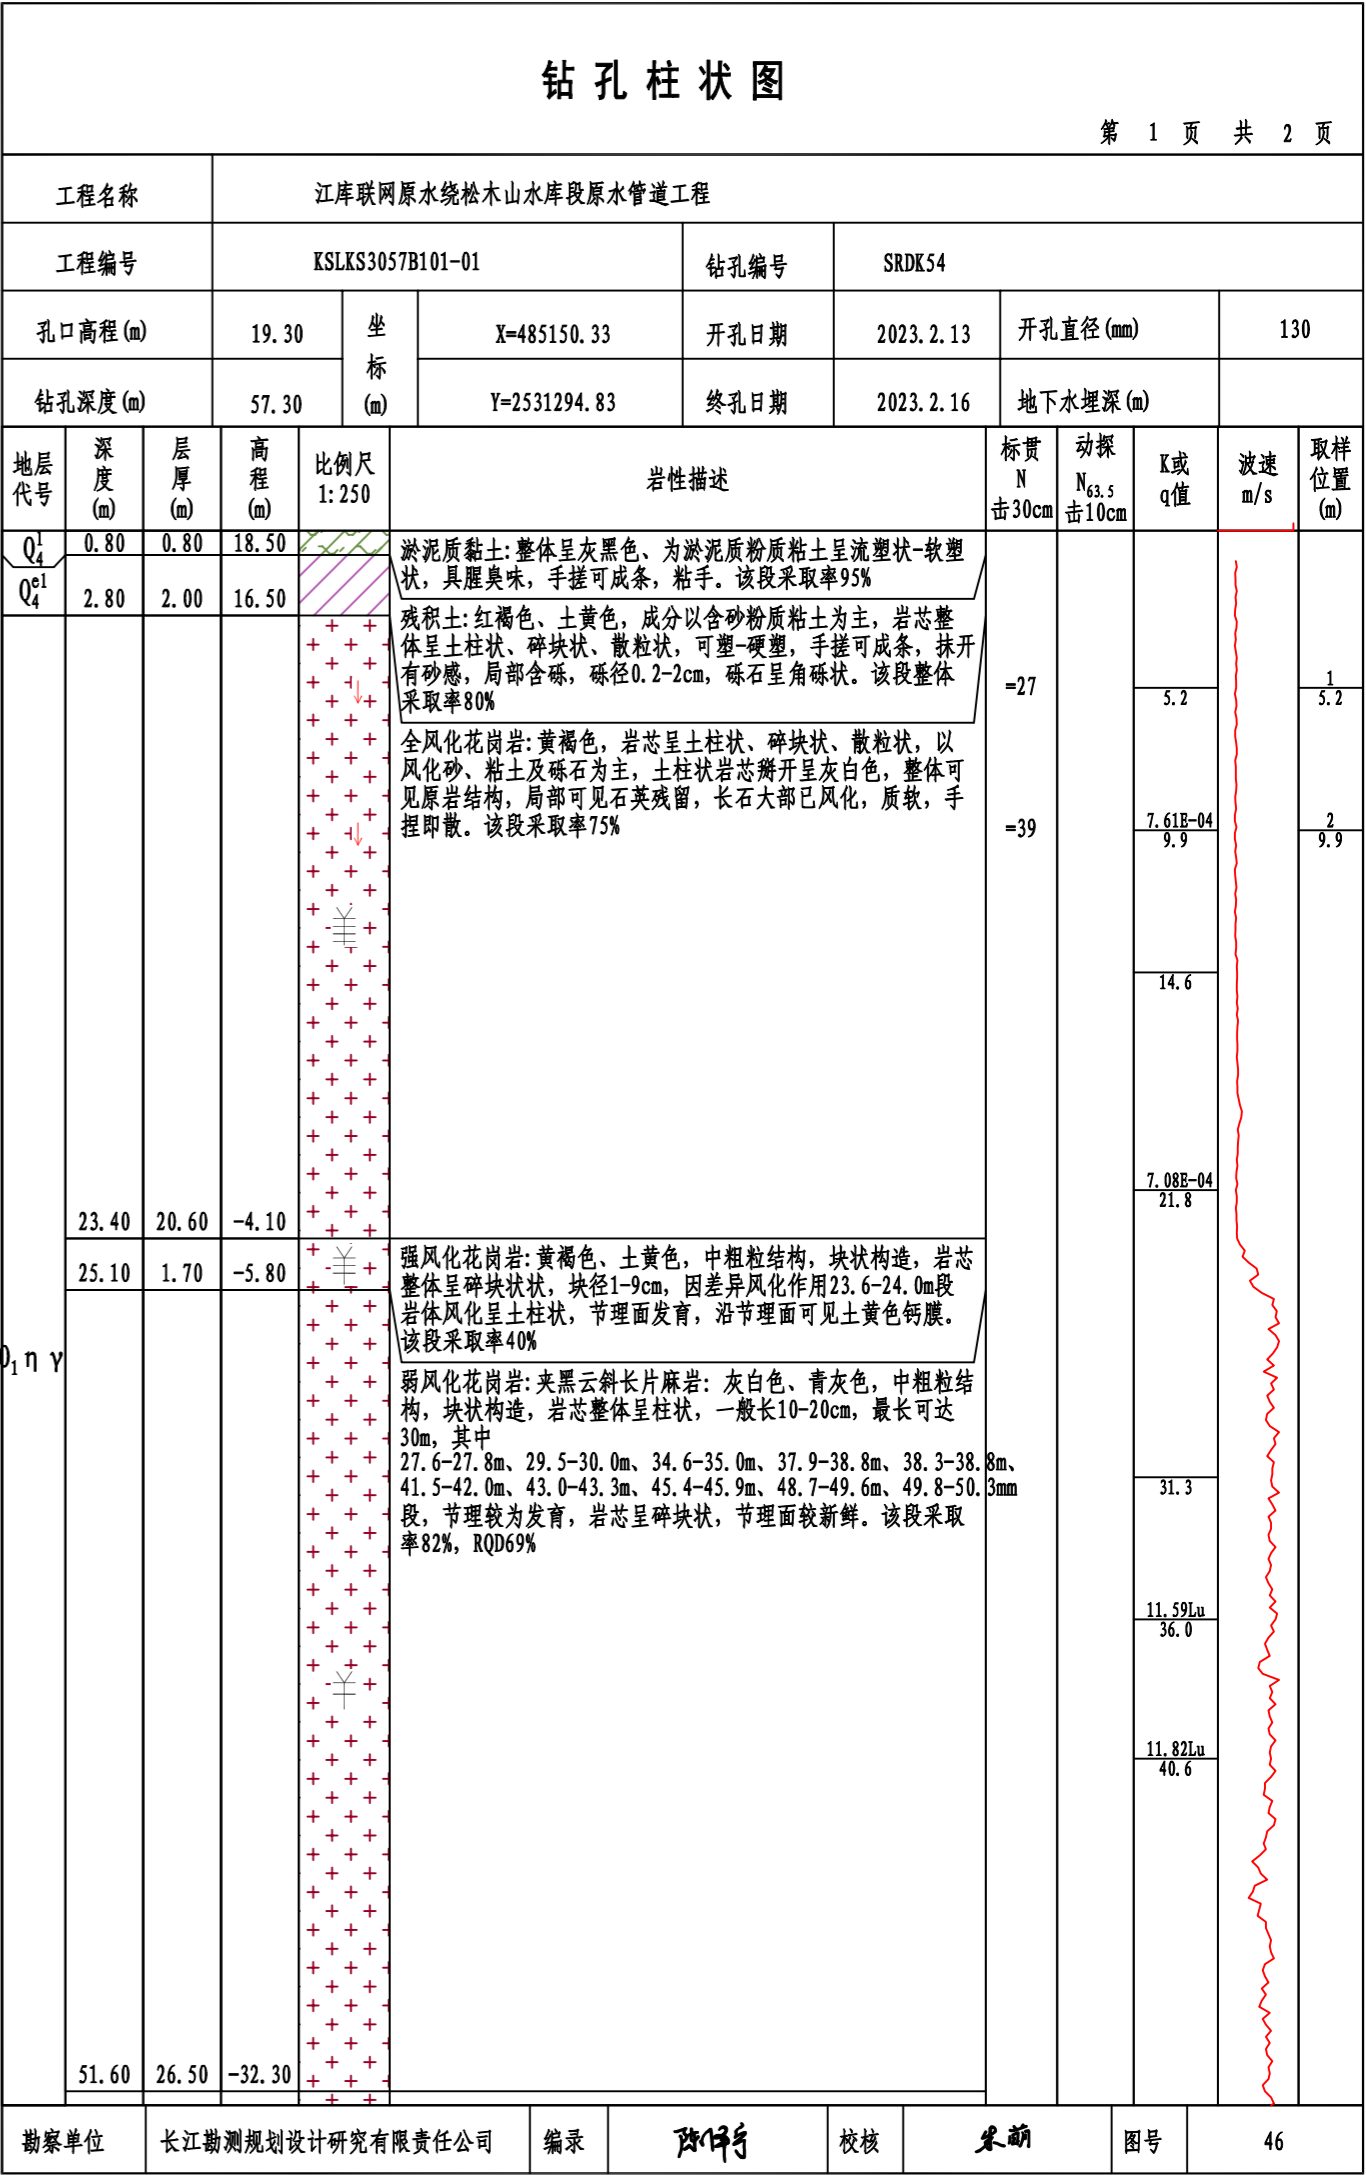 钻孔柱状图
第 1 页 共 2 页
工程名称 江库联网原水绕松木山水库段原水管道工程
工程编号 KSLKS3057B101-01 钻孔编号 SRDK54
孔口高程(m) 19.30 坐标(m) X=485150.33 开孔日期 2023.2.13 开孔直径(mm) 130
钻孔深度(m) 57.30 Y=2531294.83 终孔日期 2023.2.16 地下水埋深(m)
地层代号 深度(m) 层厚(m) 高程(m) 比例尺1:250 岩性描述 标贯N击30cm 动探N63.5击10cm K或q值 波速m/s 取样位置(m)
Q4l 0.80 0.80 18.50
淤泥质黏土:整体呈灰黑色、为淤泥质粉质粘土呈流塑状-软塑
状,具腥臭味,手搓可成条,粘手。该段采取率95%
Q4el 2.80 2.00 16.50
残积土:红褐色、土黄色,成分以含砂粉质粘土为主,岩芯整
体呈土柱状、碎块状、散粒状,可塑-硬塑,手搓可成条,抹开
有砂感,局部含砾,砾径0.2-2cm,砾石呈角砾状。该段整体
采取率80%
=27 5.2 1 5.2
全风化花岗岩:黄褐色,岩芯呈土柱状、碎块状、散粒状,以
风化砂、粘土及砾石为主,土柱状岩芯掰开呈灰白色,整体可
见原岩结构,局部可见石英残留,长石大部已风化,质软,手
捏即散。该段采取率75%
=39 7.61E-04 9.9 2 9.9
14.6
7.08E-04
21.8
23.40 20.60 -4.10
强风化花岗岩:黄褐色、土黄色,中粗粒结构,块状构造,岩芯
整体呈碎块状状,块径1-9cm,因差异风化作用23.6-24.0m段
岩体风化呈土柱状,节理面发育,沿节理面可见土黄色钙膜。
该段采取率40%
25.10 1.70 -5.80
1ηγ
弱风化花岗岩:夹黑云斜长片麻岩: 灰白色、青灰色,中粗粒结
构,块状构造,岩芯整体呈柱状,一般长10-20cm,最长可达
30m,其中
27.6-27.8m、29.5-30.0m、34.6-35.0m、37.9-38.8m、38.3-38.8m、
41.5-42.0m、43.0-43.3m、45.4-45.9m、48.7-49.6m、49.8-50.3mm
段,节理较为发育,岩芯呈碎块状,节理面较新鲜。该段采取
率82%,RQD69%
31.3
11.59Lu
36.0
11.82Lu
40.6
51.60 26.50 -32.30
勘察单位 长江勘测规划设计研究有限责任公司 编录 校核 朱萌 图号 46